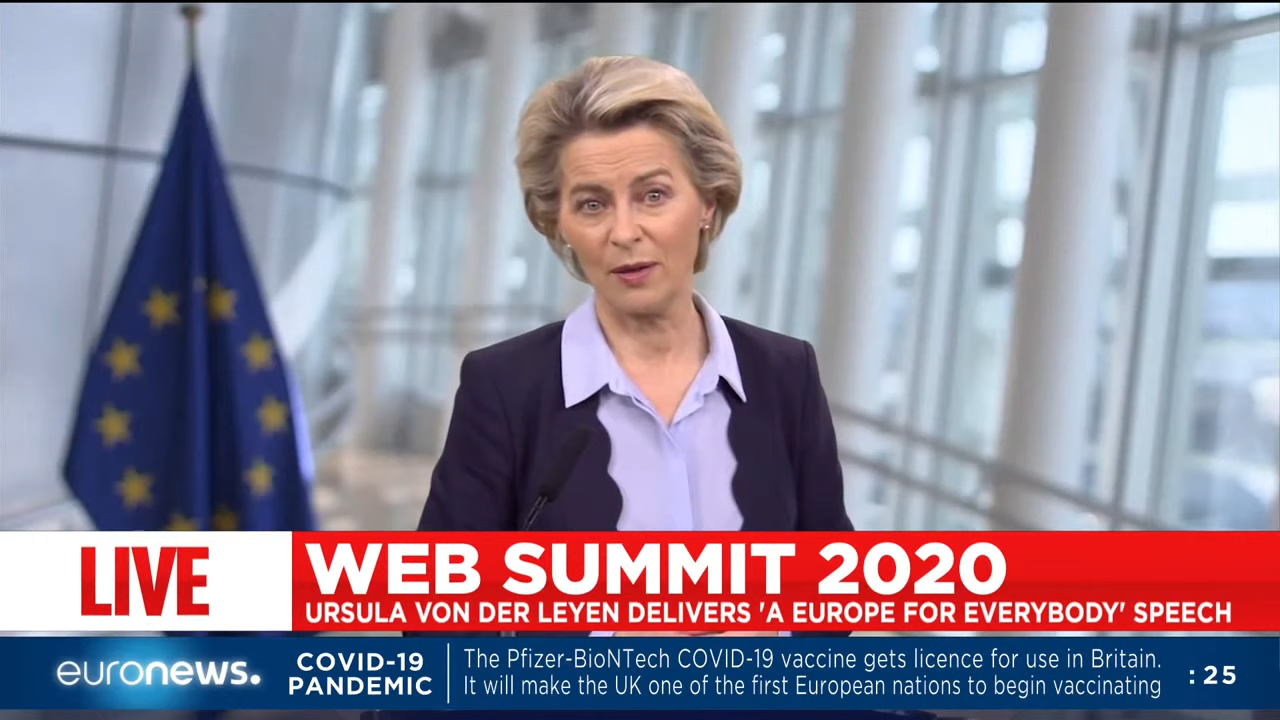 LIVE
WEB SUMMIT 2020
URSULA VON DER LEYEN DELIVERS 'A EUROPE FOR EVERYBODY' SPEECH
euronews.
COVID-19
PANDEMIC
The Pfizer-BioNTech COVID-19 vaccine gets licence for use in Britain.
It will make the UK one of the first European nations to begin vaccinating
:25